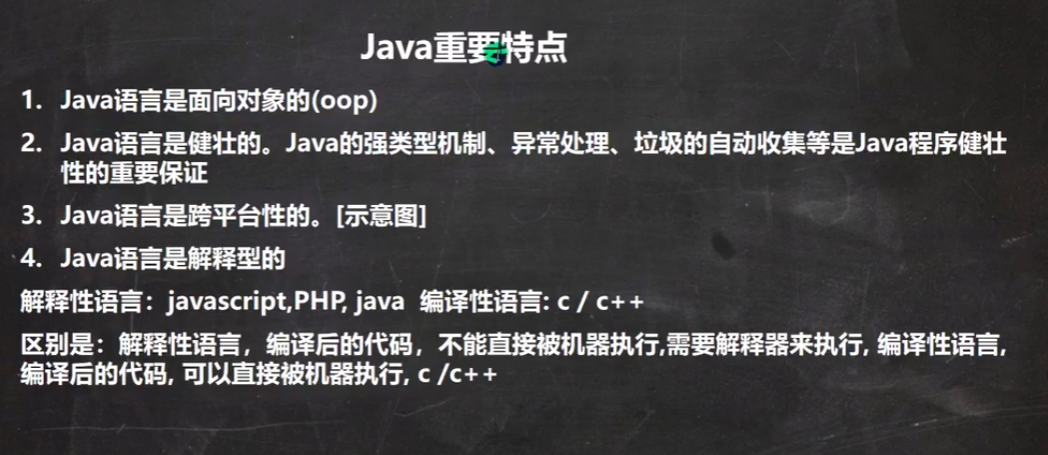 Java重要特点
1. Java语言是面向对象的(oop)
2. Java语言是健壮的。Java的强类型机制、异常处理、垃圾的自动收集等是Java程序健壮
性的重要保证
3. Java语言是跨平台性的。[示意图]
4. Java语言是解释型的
解释性语言：javascript,PHP, java 编译性语言: c / c++
区别是：解释性语言，编译后的代码，不能直接被机器执行,需要解释器来执行, 编译性语言,
编译后的代码, 可以直接被机器执行, c /c++